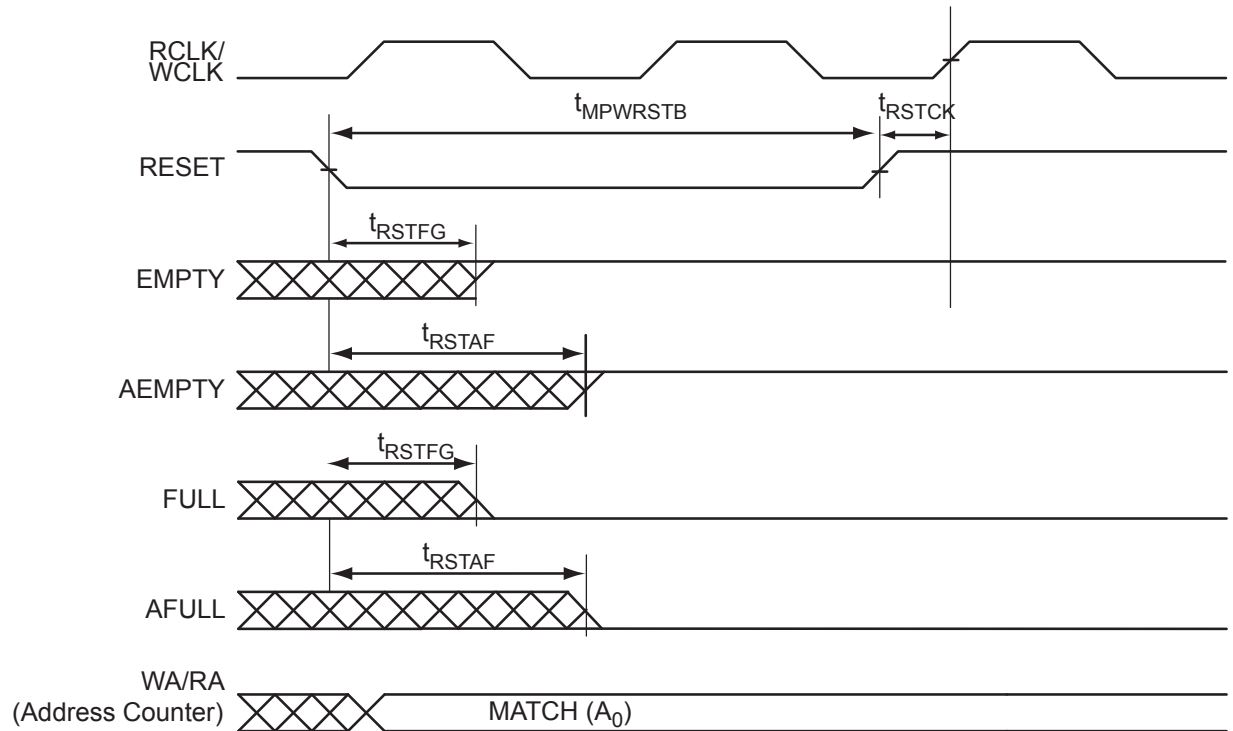 RCLK/
WCLK
tMPWRSTB
tRSTCK
RESET
tRSTFG
EMPTY
tRSTAF
AEMPTY
tRSTFG
FULL
tRSTAF
AFULL
WA/RA
(Address Counter)
MATCH (A0)